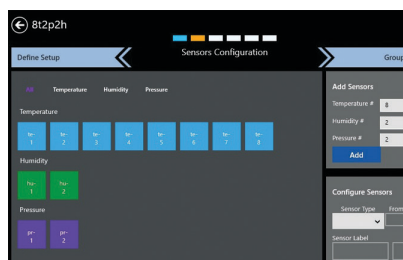 8t2p2h
Define Setup
Sensors Configuration
Group
All Temperature Humidity Pressure
Temperature
te-1 te-2 te-3 te-4 te-5 te-6 te-7 te-8
Humidity
hu-1 hu-2
Pressure
pr-1 pr-2
Add Sensors
Temperature # 8
Humidity # 2
Pressure # 2
Add
Configure Sensors
Sensor Type From
Sensor Label